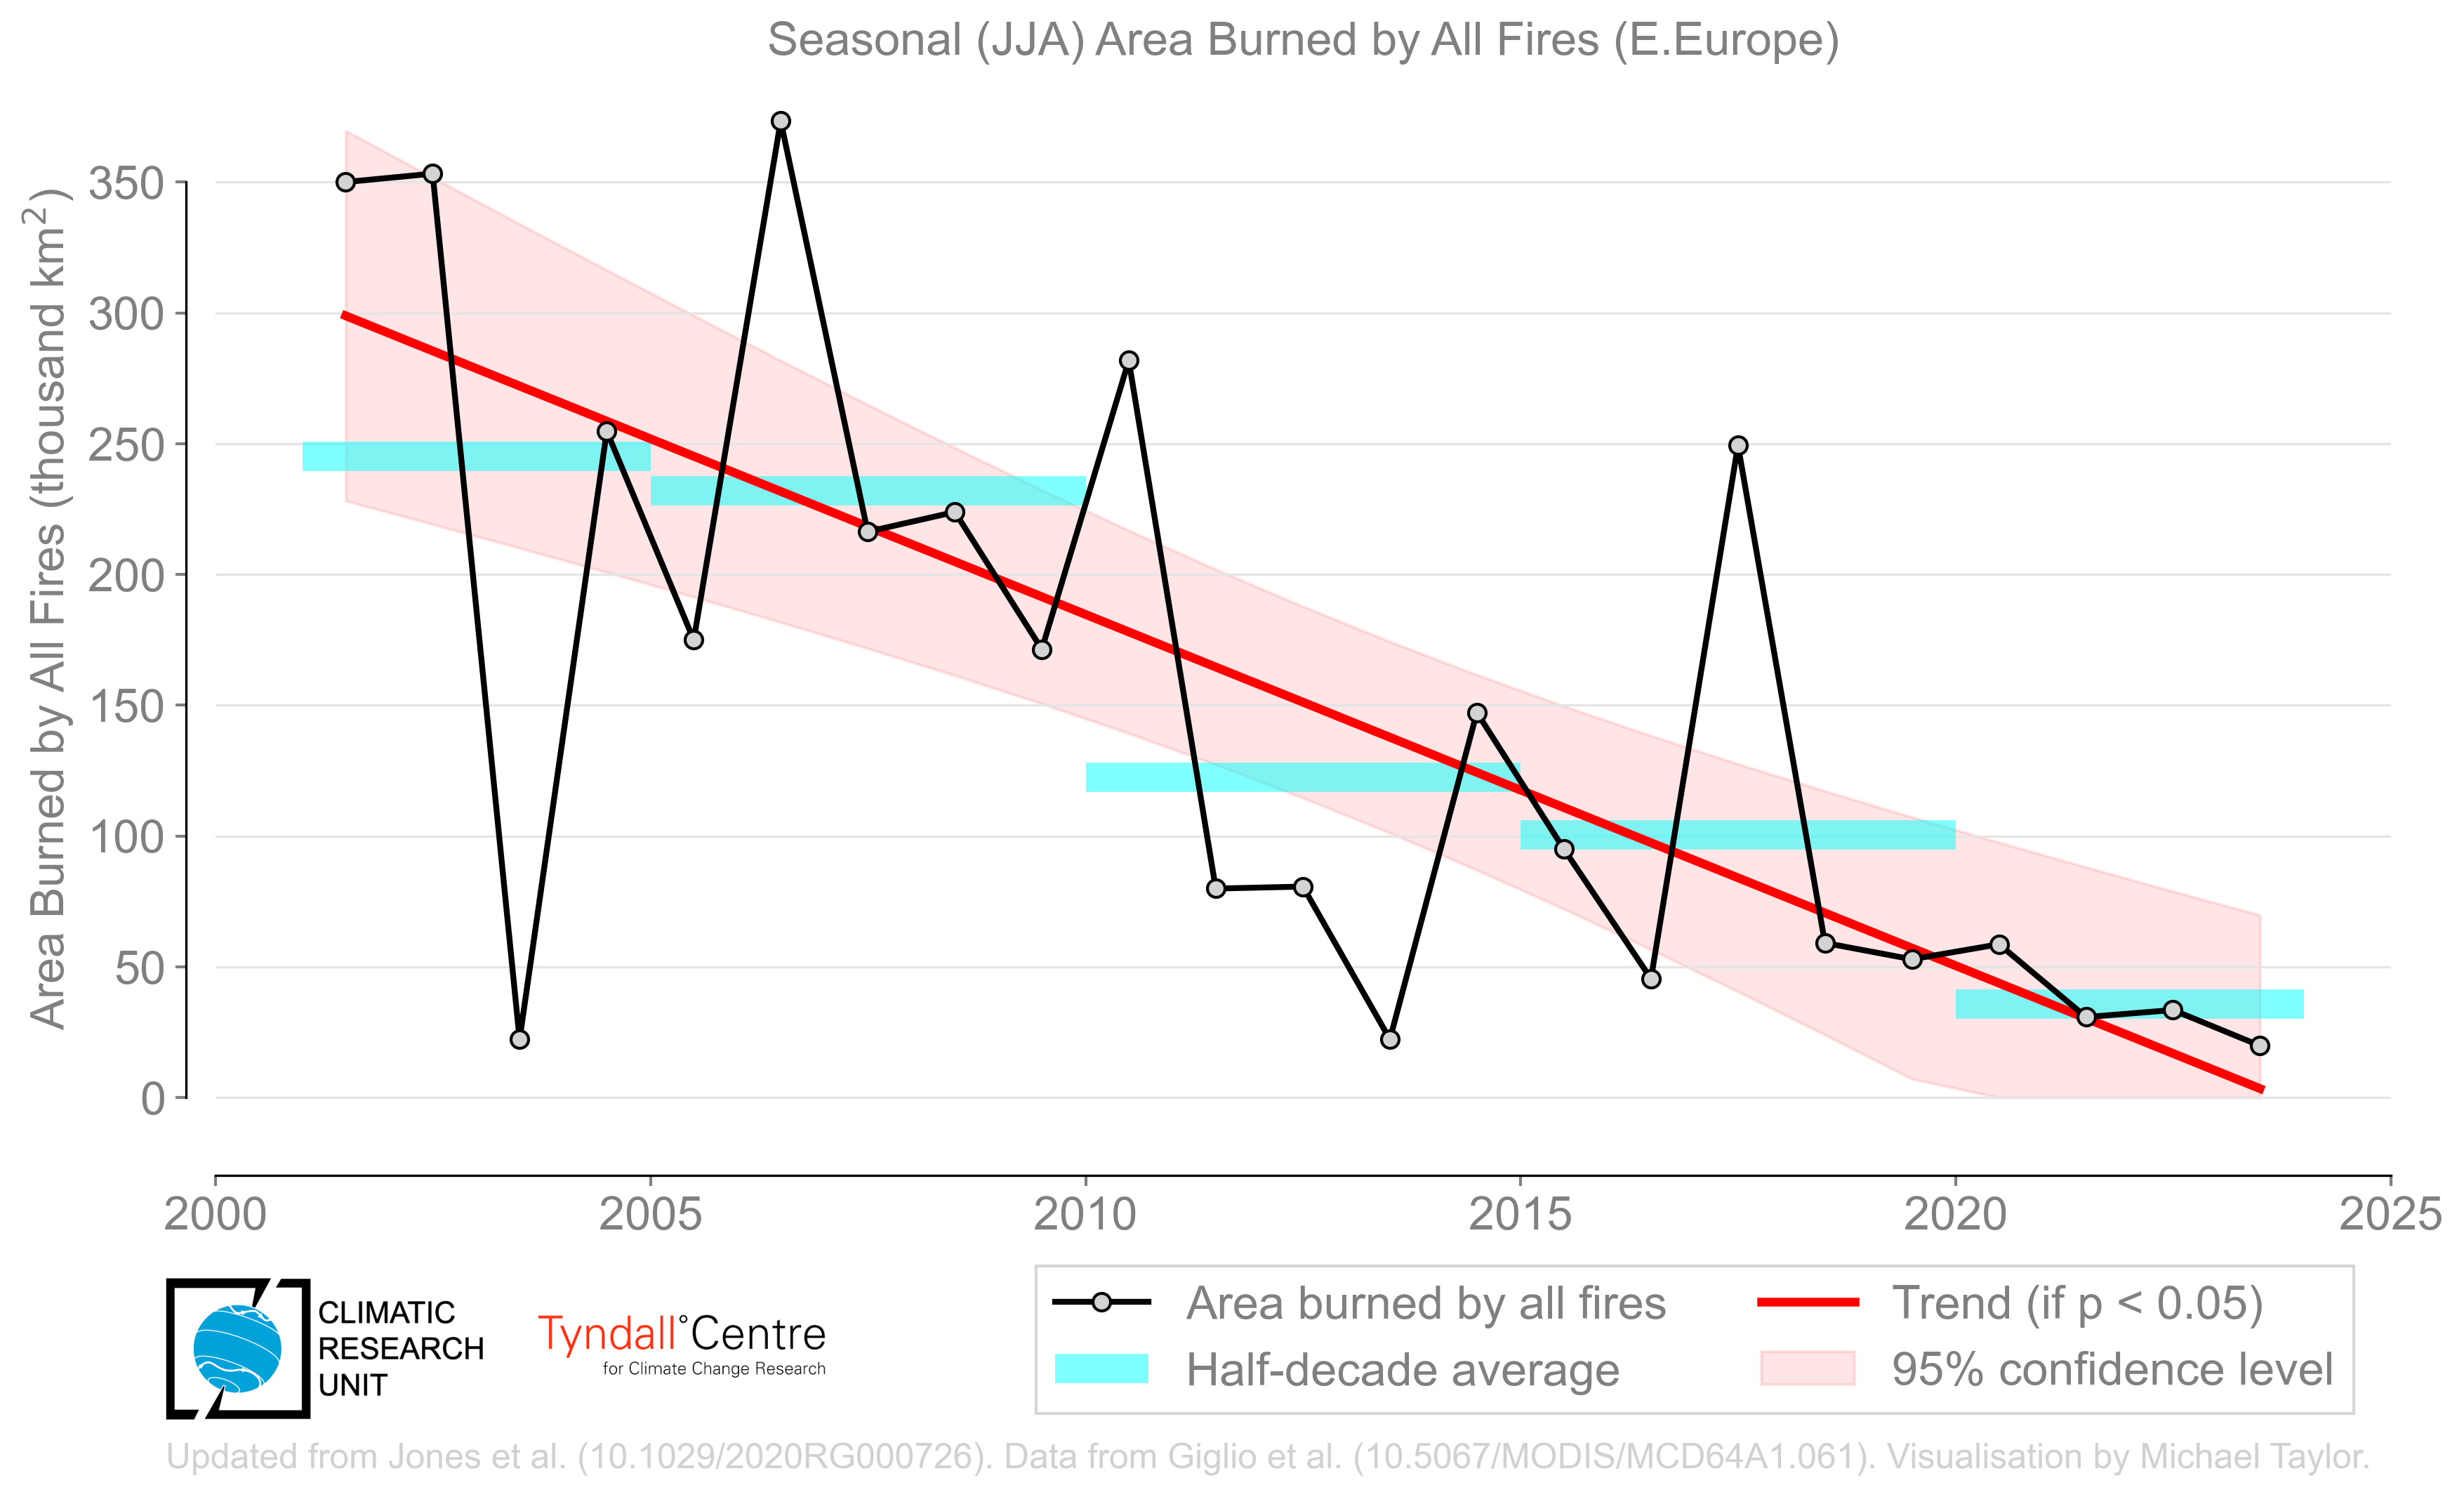 Seasonal (JJA) Area Burned by All Fires (E.Europe)
Area Burned by All Fires (thousand km²)
350
300
250
200
150
100
50
0
2000 2005 2010 2015 2020 2025
CLIMATIC
RESEARCH
UNIT
Tyndall°Centre
for Climate Change Research
Area burned by all fires
Half-decade average
Trend (if p < 0.05)
95% confidence level
Updated from Jones et al. (10.1029/2020RG000726). Data from Giglio et al. (10.5067/MODIS/MCD64A1.061). Visualisation by Michael Taylor.